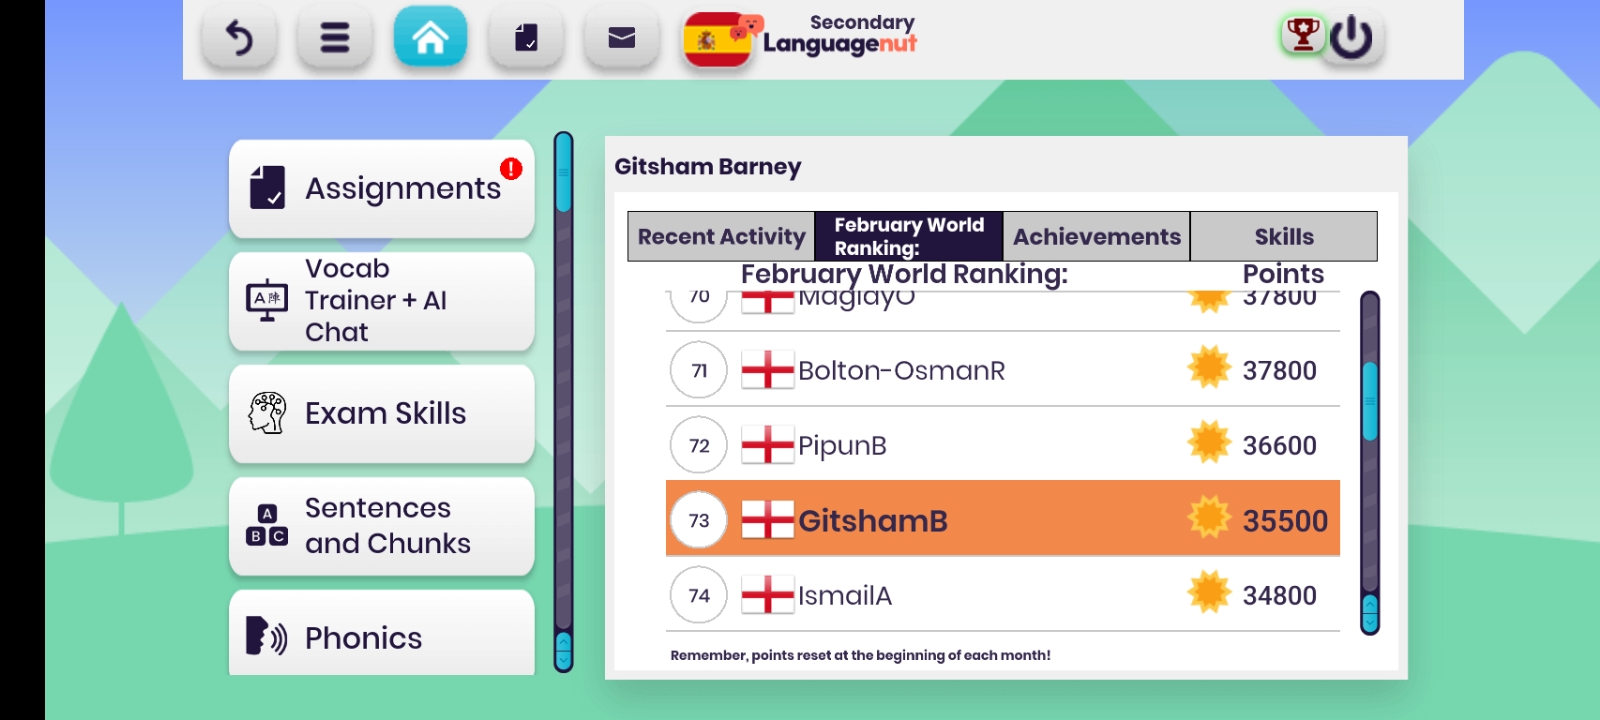 Secondary
Languagenut
Assignments
!
Vocab
Trainer + AI
Chat
A
Exam Skills
A
B C
Sentences
and Chunks
Phonics
Gitsham Barney
Recent Activity
February World
Ranking:
Achievements
Skills
February World Ranking: Points
70 MaglayO 37800
71 Bolton-OsmanR 37800
72 PipunB 36600
73 GitshamB 35500
74 IsmailA 34800
Remember, points reset at the beginning of each month!